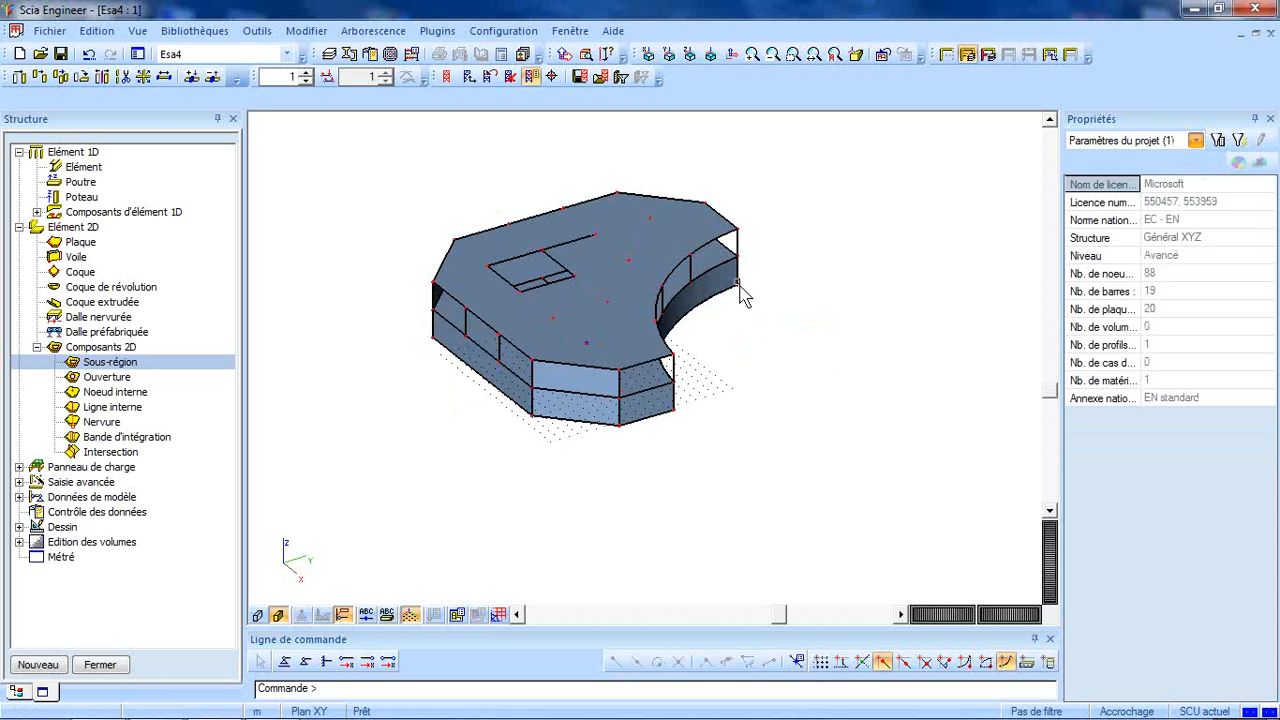 Scia Engineer - [Esa4 : 1]
Fichier Edition Vue Bibliothèques Outils Modifier Arborescence Plugins Configuration Fenêtre Aide
Esa4
1 1
Structure
Elément 1D
Elément
Poutre
Poteau
Composants d'élément 1D
Elément 2D
Plaque
Voile
Coque
Coque de révolution
Coque extrudée
Dalle nervurée
Dalle préfabriquée
Composants 2D
Sous-région
Ouverture
Noeud interne
Ligne interne
Nervure
Bande d'intégration
Intersection
Panneau de charge
Saisie avancée
Données de modèle
Contrôle des données
Dessin
Edition des volumes
Métré
Nouveau Fermer
Z
Y
X
ABC ABC
Propriétés
Paramètres du projet (1)
Nom de licen... Microsoft
Licence num... 550457, 553959
Norme nation... EC - EN
Structure Général XYZ
Niveau Avancé
Nb. de noeu... 88
Nb. de barres : 19
Nb. de plaqu... 20
Nb. de volum... 0
Nb. de profils... 1
Nb. de cas d... 0
Nb. de matéri... 1
Annexe natio... EN standard
Ligne de commande
Commande >
m Plan XY Prêt Pas de filtre Accrochage SCU actuel